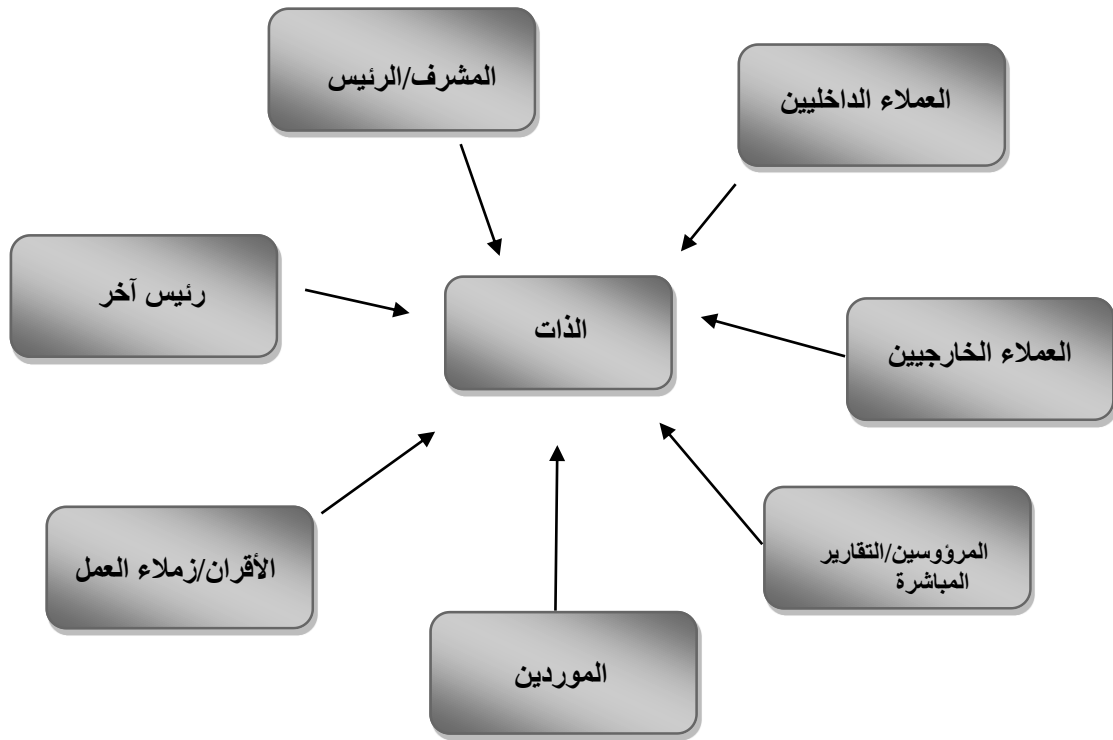 المشرف/الرئيس
العملاء الداخليين
رئيس آخر
الذات
العملاء الخارجيين
الأقران/زملاء العمل
المرؤوسين/التقارير
المباشرة
الموردين